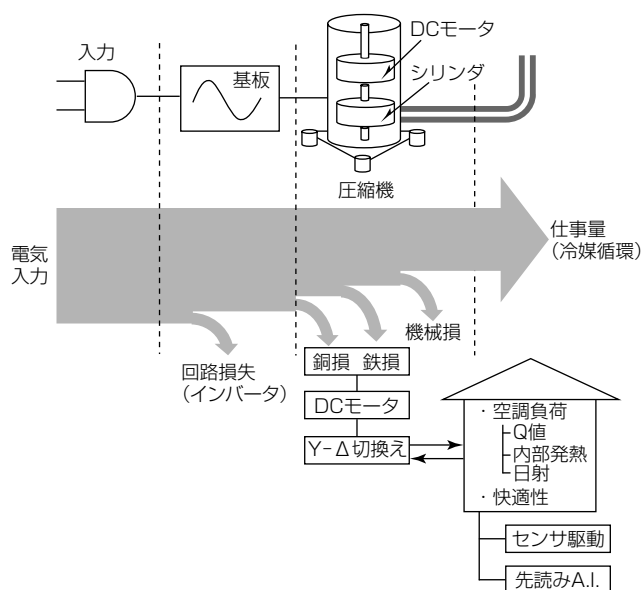 入力
基板
DCモータ
シリンダ
圧縮機
電気
入力
仕事量
(冷媒循環)
機械損
回路損失
(インバータ)
銅損 鉄損
DCモータ
Y-Δ切換え
・空調負荷
Q値
内部発熱
日射
・快適性
センサ駆動
先読みA.I.